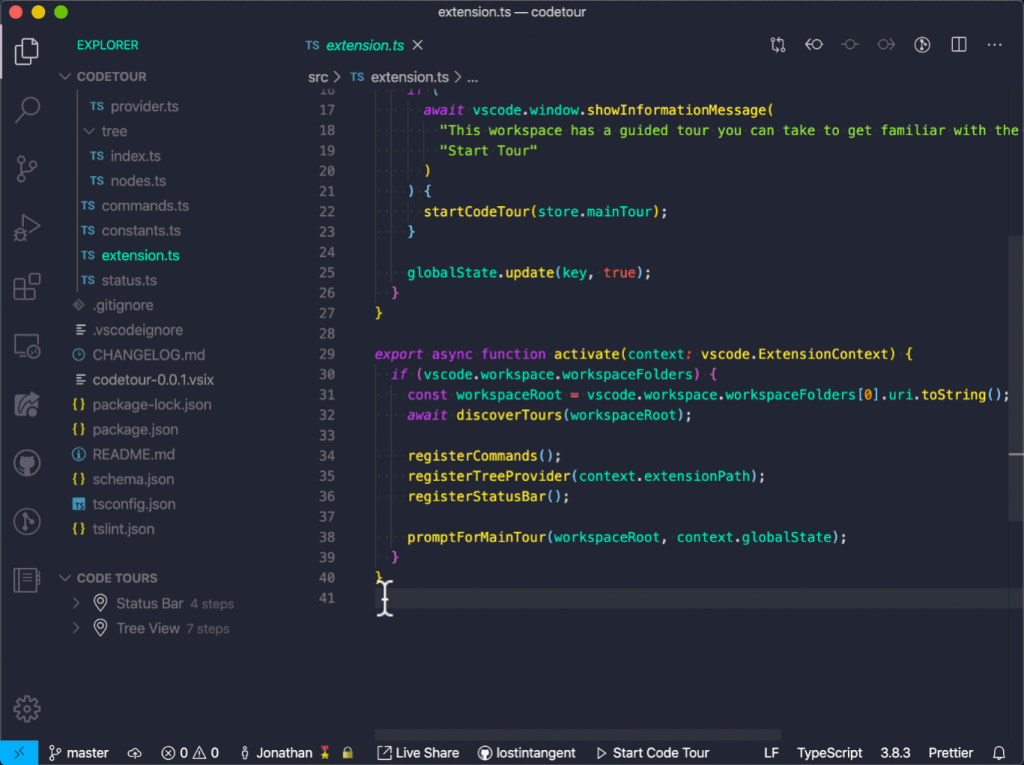 extension.ts — codetour
EXPLORER
CODETOUR
TS provider.ts
tree
TS index.ts
TS nodes.ts
TS commands.ts
TS constants.ts
TS extension.ts
TS status.ts
.gitignore
.vscodeignore
CHANGELOG.md
codetour-0.0.1.vsix
{} package-lock.json
{} package.json
README.md
{} schema.json
TS tsconfig.json
{} tslint.json
CODE TOURS
Status Bar 4 steps
Tree View 7 steps
TS extension.ts ×
src > TS extension.ts > ...
16 if (
17 await vscode.window.showInformationMessage(
18 "This workspace has a guided tour you can take to get familiar with the
19 "Start Tour"
20 )
21 ) {
22 startCodeTour(store.mainTour);
23 }
24
25 globalState.update(key, true);
26 }
27 }
28
29 export async function activate(context: vscode.ExtensionContext) {
30 if (vscode.workspace.workspaceFolders) {
31 const workspaceRoot = vscode.workspace.workspaceFolders[0].uri.toString();
32 await discoverTours(workspaceRoot);
33
34 registerCommands();
35 registerTreeProvider(context.extensionPath);
36 registerStatusBar();
37
38 promptForMainTour(workspaceRoot, context.globalState);
39 }
40 }
41
master 0 0 Jonathan Live Share lostintangent Start Code Tour LF TypeScript 3.8.3 Prettier